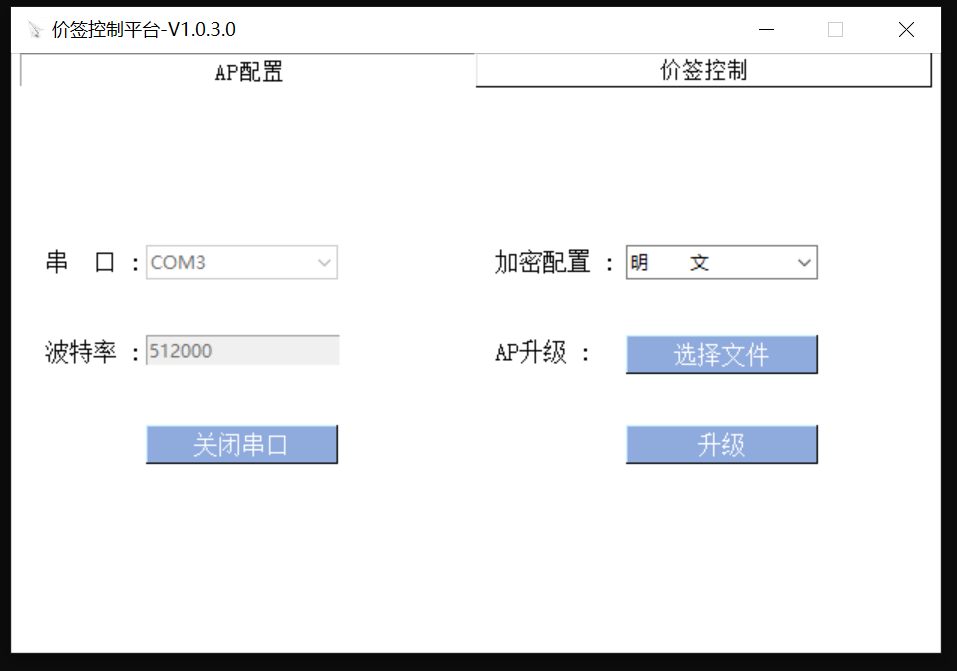 价签控制平台-V1.0.3.0
AP配置 价签控制
串 口 : COM3 加密配置 : 明 文
波特率 : 512000 AP升级 : 选择文件
关闭串口 升级